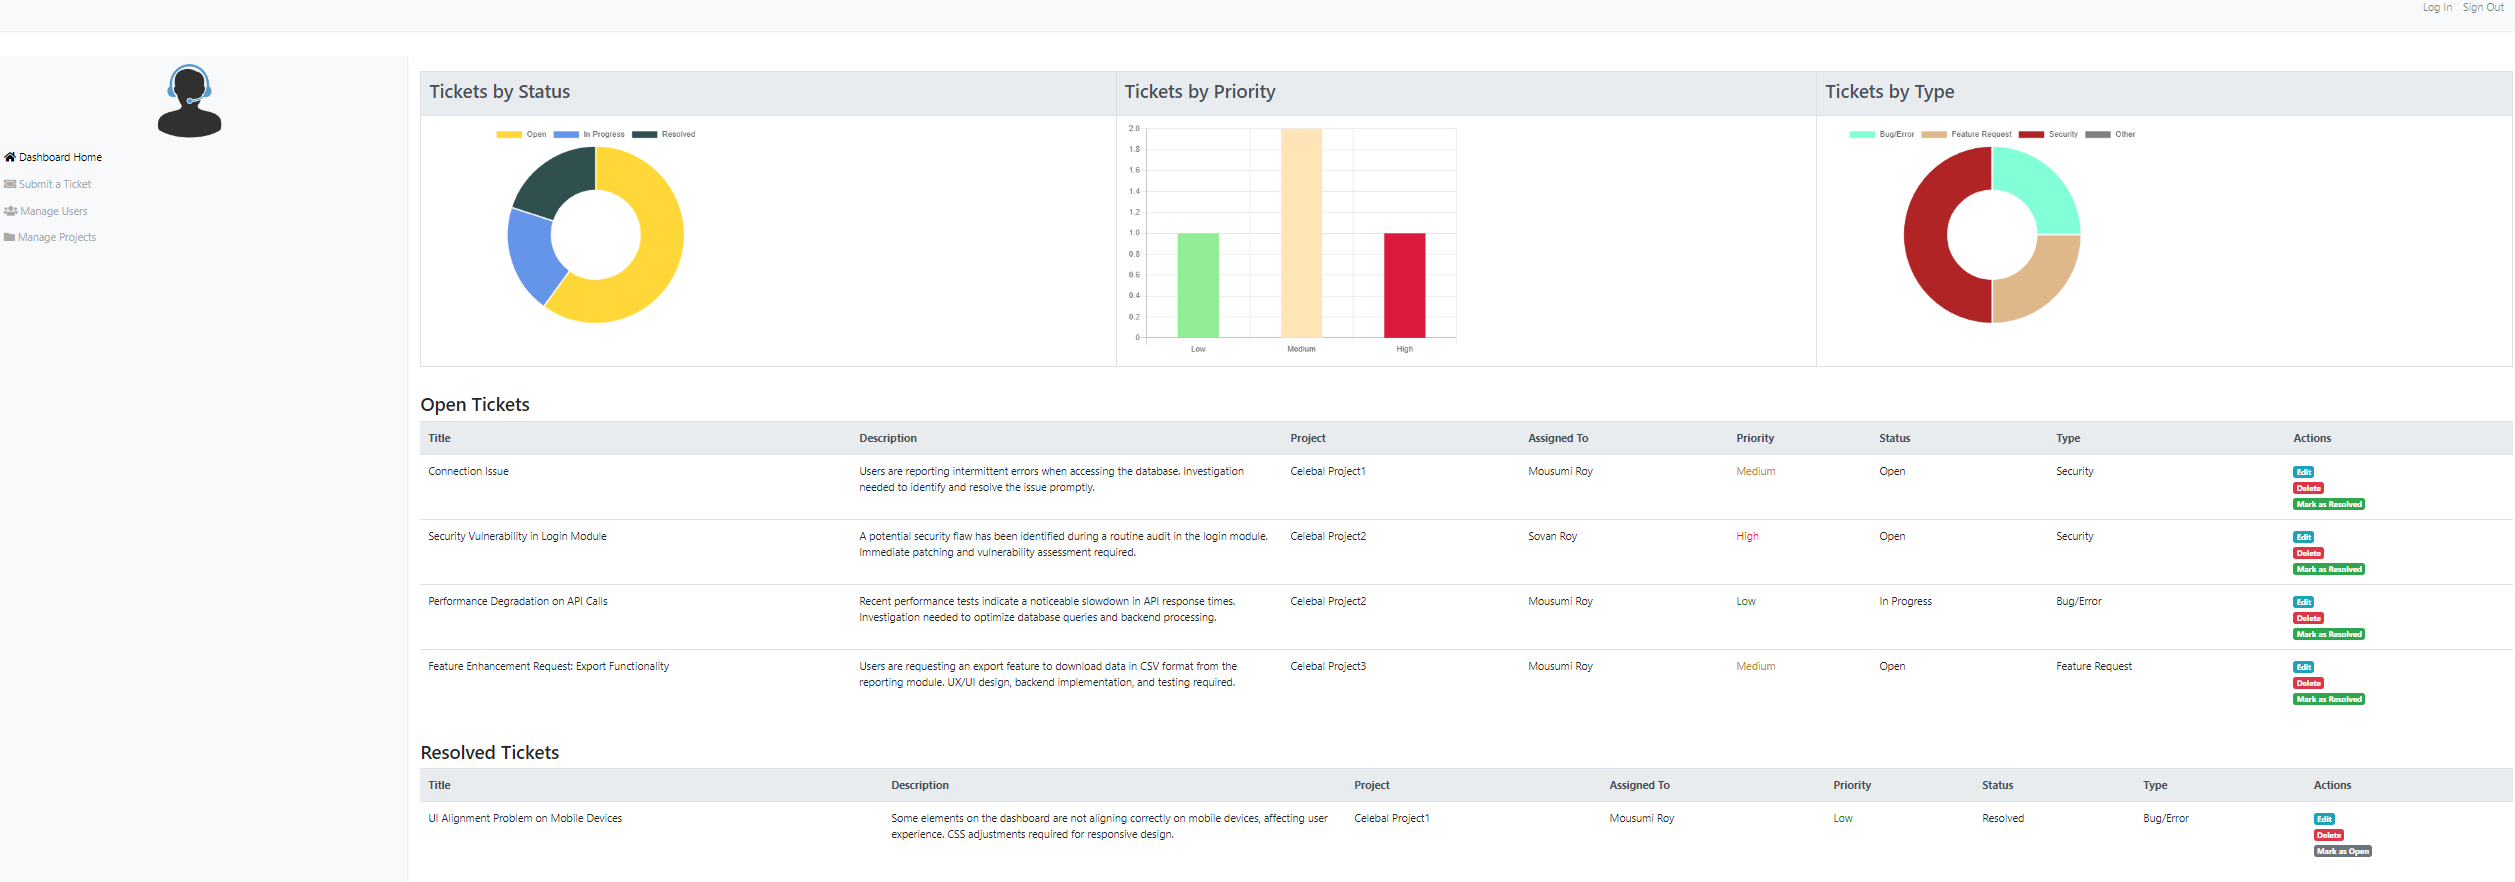 Log In Sign Out
Dashboard Home
Submit a Ticket
Manage Users
Manage Projects
Tickets by Status Tickets by Priority Tickets by Type
Open In Progress Resolved
2.0
1.8
1.6
1.4
1.2
1.0
0.8
0.6
0.4
0.2
0
Low Medium High
Bug/Error Feature Request Security Other
Open Tickets
Title Description Project Assigned To Priority Status Type Actions
Connection Issue Users are reporting intermittent errors when accessing the database. Investigation Celebal Project1 Mousumi Roy Medium Open Security Edit
needed to identify and resolve the issue promptly. Delete
Mark as Resolved
Security Vulnerability in Login Module A potential security flaw has been identified during a routine audit in the login module. Celebal Project2 Sovan Roy High Open Security Edit
Immediate patching and vulnerability assessment required. Delete
Mark as Resolved
Performance Degradation on API Calls Recent performance tests indicate a noticeable slowdown in API response times. Celebal Project2 Mousumi Roy Low In Progress Bug/Error Edit
Investigation needed to optimize database queries and backend processing. Delete
Mark as Resolved
Feature Enhancement Request: Export Functionality Users are requesting an export feature to download data in CSV format from the Celebal Project3 Mousumi Roy Medium Open Feature Request Edit
reporting module. UX/UI design, backend implementation, and testing required. Delete
Mark as Resolved
Resolved Tickets
Title Description Project Assigned To Priority Status Type Actions
UI Alignment Problem on Mobile Devices Some elements on the dashboard are not aligning correctly on mobile devices, affecting user Celebal Project1 Mousumi Roy Low Resolved Bug/Error Edit
experience. CSS adjustments required for responsive design. Delete
Mark as Open